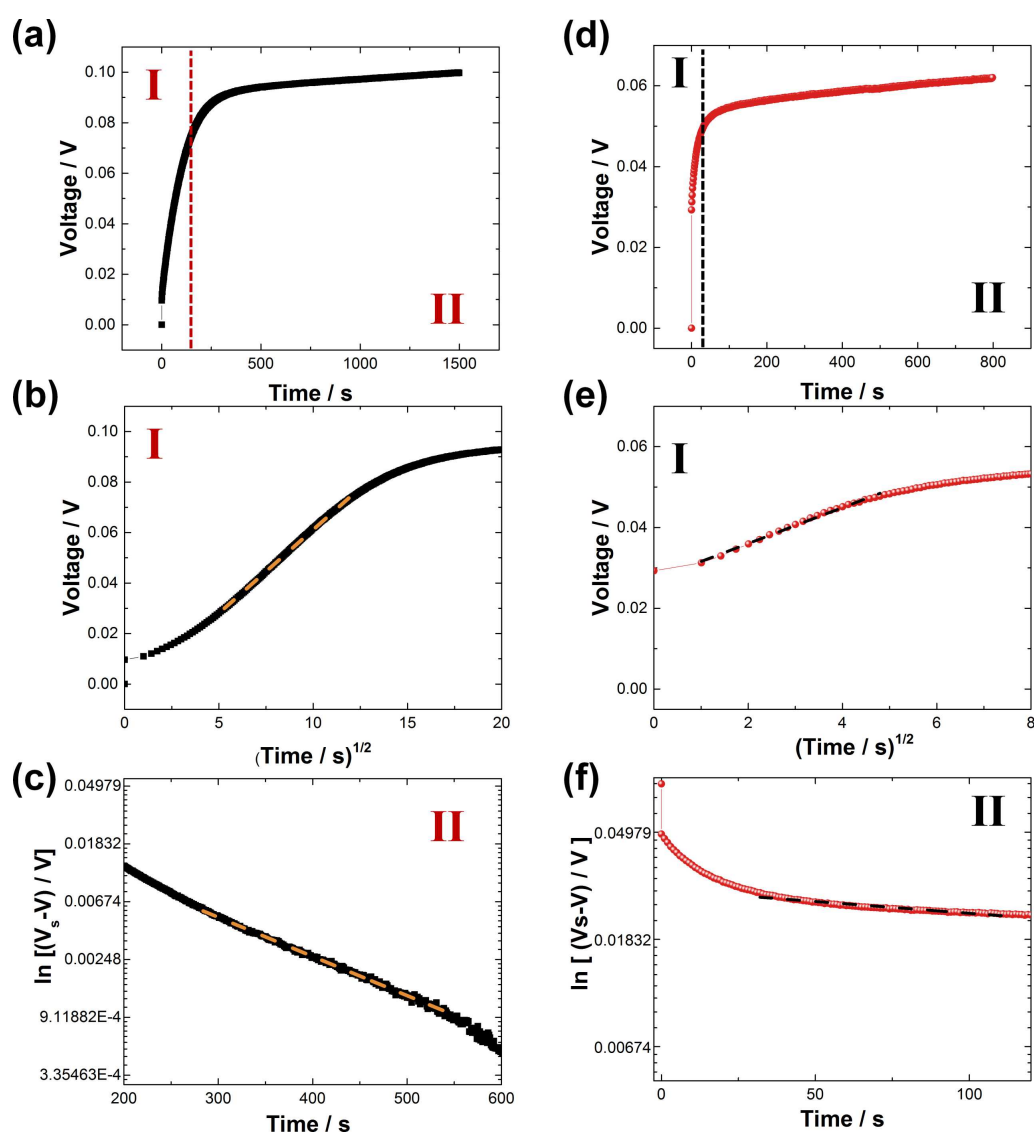 (a)
I
II
Voltage / V
0.10
0.08
0.06
0.04
0.02
0.00
0
500
1000
1500
Time / s
(b)
I
Voltage / V
0.10
0.08
0.06
0.04
0.02
0.00
0
5
10
15
20
(Time / s)1/2
(c)
II
ln [(Vs-V) / V]
0.04979
0.01832
0.00674
0.00248
9.11882E-4
3.35463E-4
200
300
400
500
600
Time / s
(d)
I
II
Voltage / V
0.06
0.04
0.02
0.00
0
200
400
600
800
Time / s
(e)
I
Voltage / V
0.06
0.04
0.02
0.00
0
2
4
6
8
(Time / s)1/2
(f)
II
ln [ (Vs-V) / V ]
0.04979
0.01832
0.00674
0
50
100
Time / s